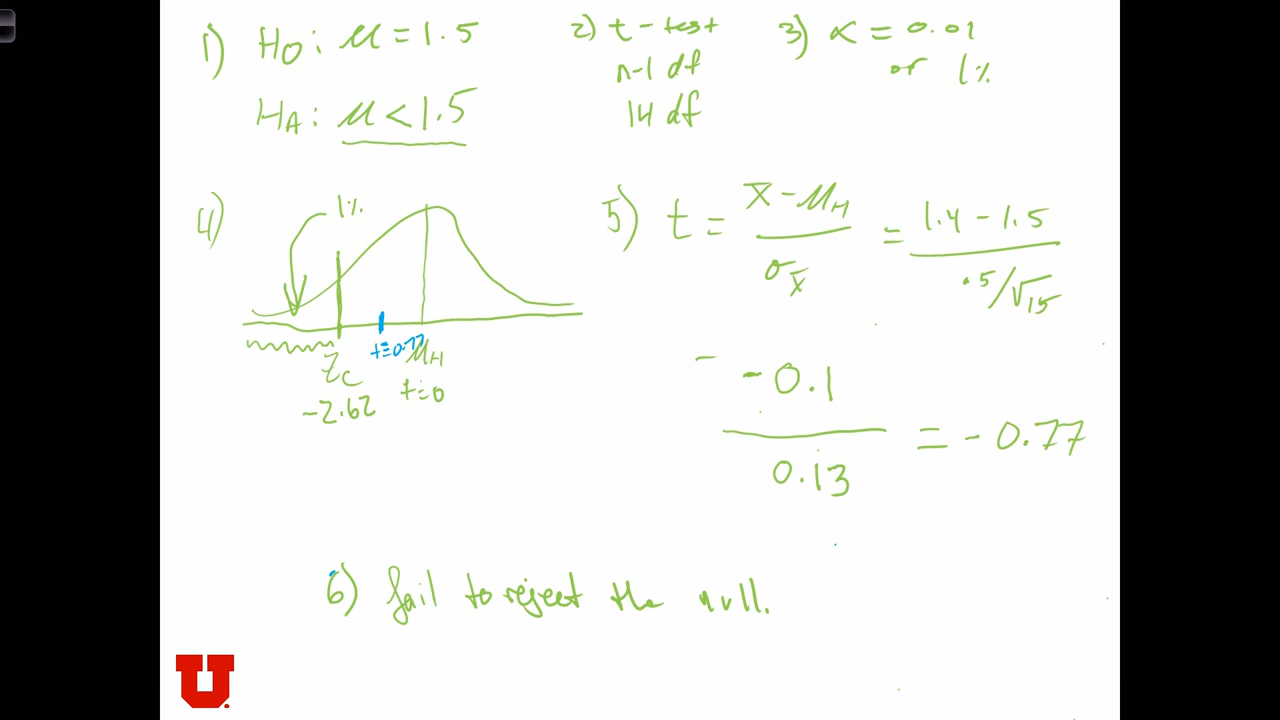 1) H0: μ = 1.5
HA: μ < 1.5
2) t - test
n-1 df
14 df
3) α = 0.01
or 1%
4) 1%
t=0.77 μH
zc
-2.62 t=0
5) t = x̄ - μH / σx̄ = 1.4 - 1.5 / .5/√15
-0.1 / 0.13 = - 0.77
6) fail to reject the null.
U